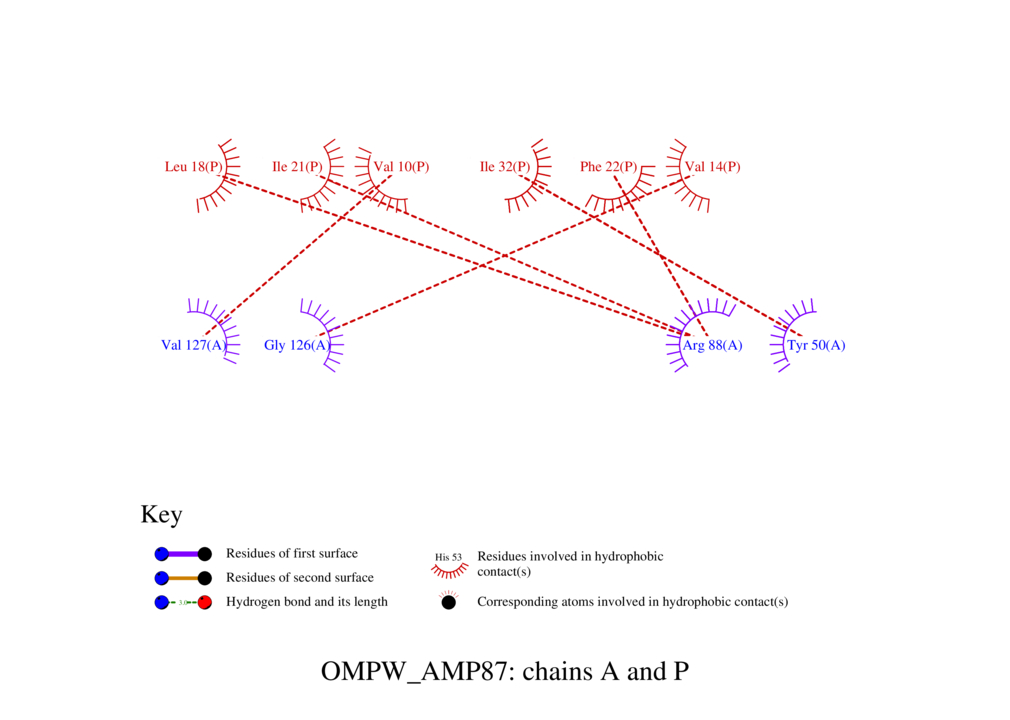 Leu 18(P) Ile 21(P) Val 10(P) Ile 32(P) Phe 22(P) Val 14(P)
Val 127(A) Gly 126(A) Arg 88(A) Tyr 50(A)
Key
Residues of first surface
Residues of second surface
3.0
Hydrogen bond and its length
His 53
Residues involved in hydrophobic
contact(s)
Corresponding atoms involved in hydrophobic contact(s)
OMPW_AMP87: chains A and P